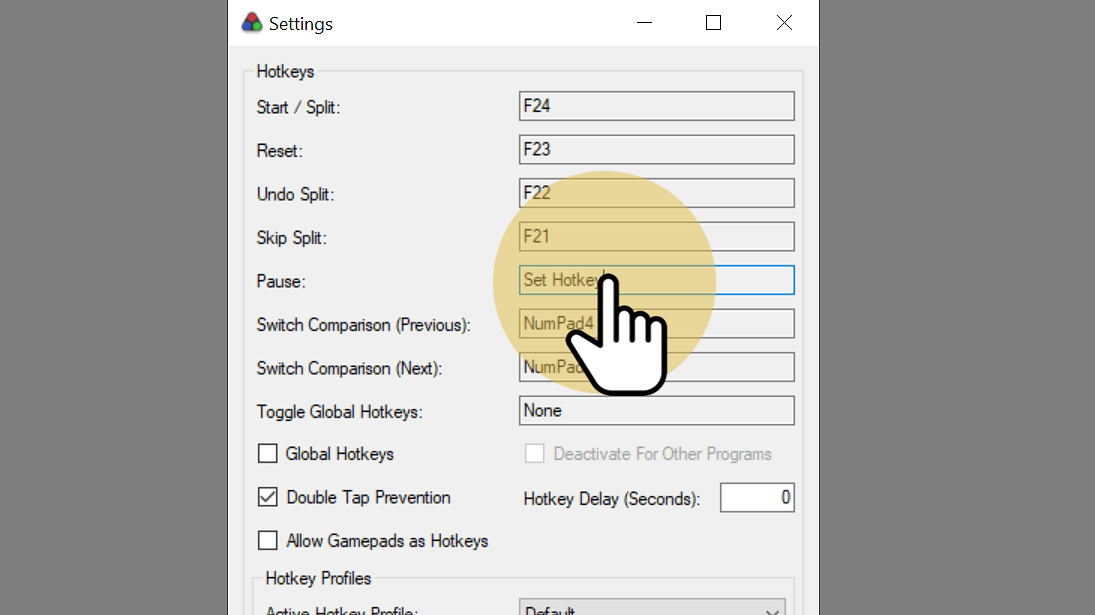 Settings
Hotkeys
Start / Split: F24
Reset: F23
Undo Split: F22
Skip Split: F21
Pause: Set Hotkey
Switch Comparison (Previous): NumPad4
Switch Comparison (Next): NumPad
Toggle Global Hotkeys: None
Global Hotkeys Deactivate For Other Programs
Double Tap Prevention Hotkey Delay (Seconds): 0
Allow Gamepads as Hotkeys
Hotkey Profiles
Active Hotkey Profile: Default